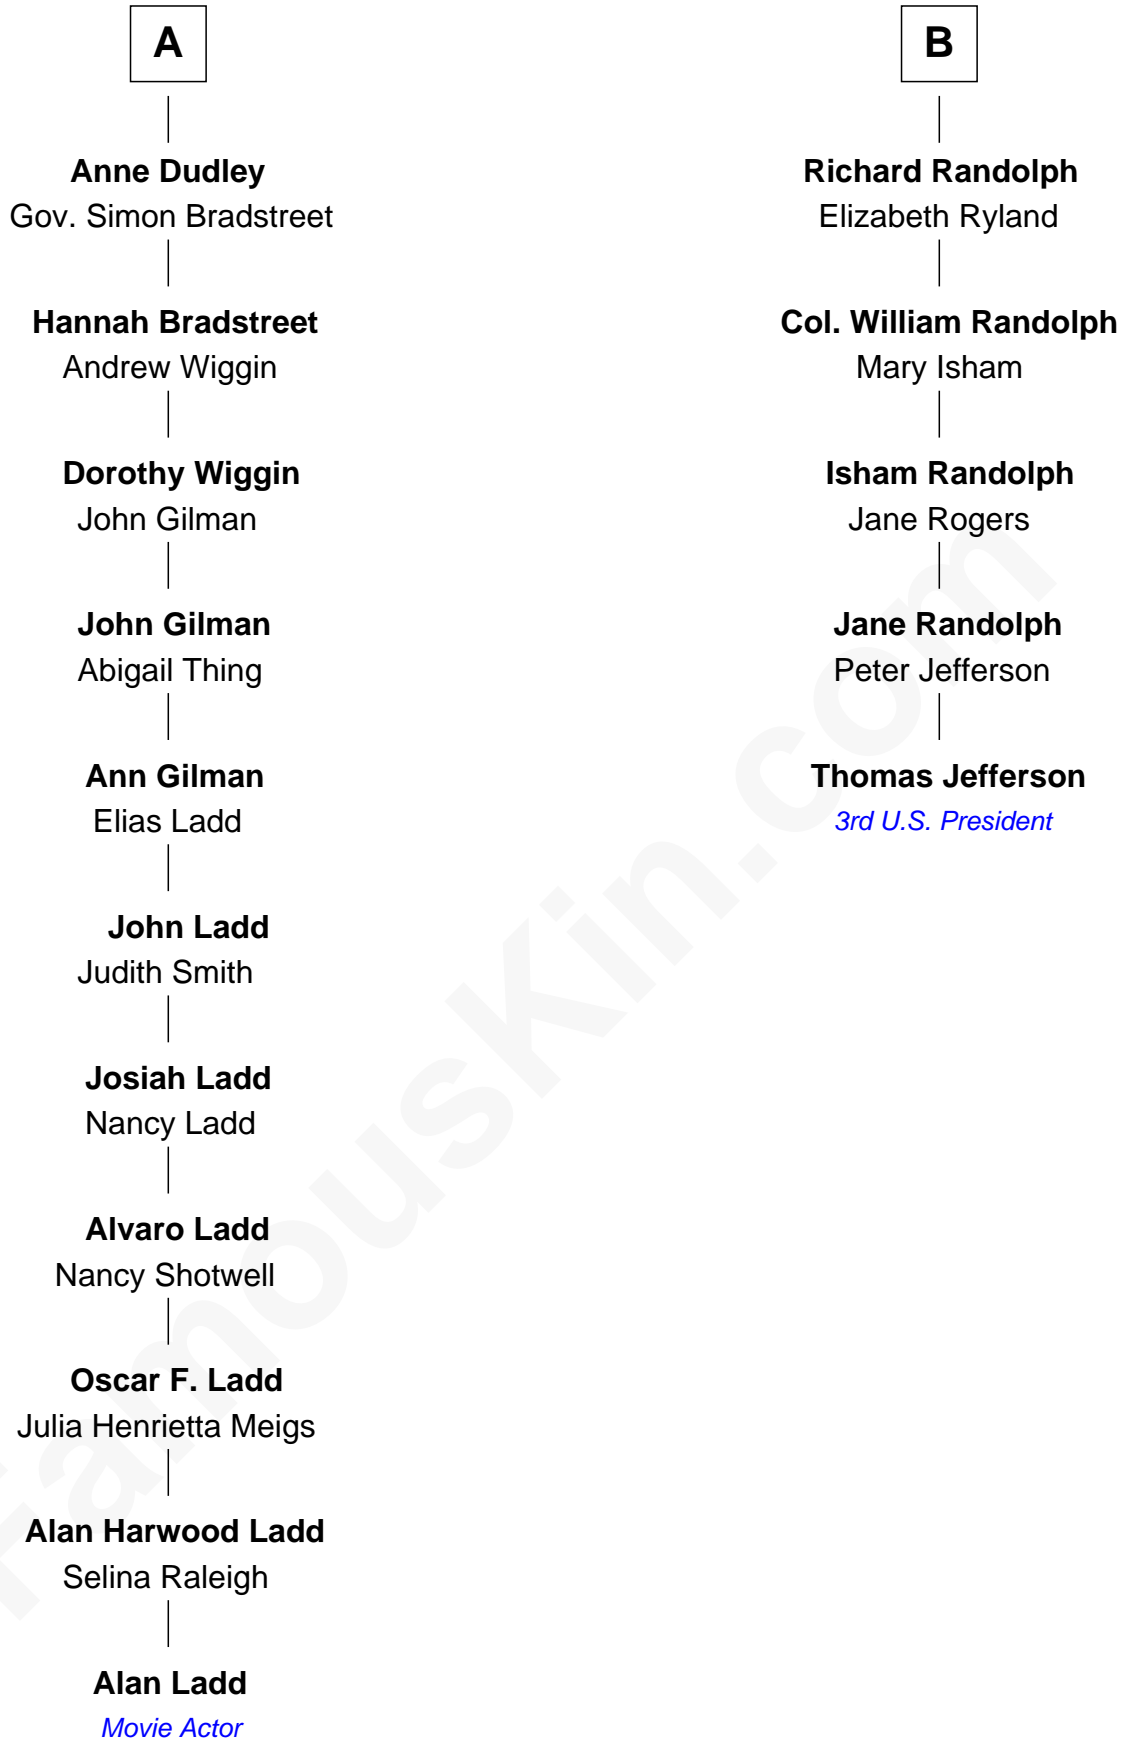 A
Anne Dudley
Gov. Simon Bradstreet
Hannah Bradstreet
Andrew Wiggin
Dorothy Wiggin
John Gilman
John Gilman
Abigail Thing
Ann Gilman
Elias Ladd
John Ladd
Judith Smith
Josiah Ladd
Nancy Ladd
Alvaro Ladd
Nancy Shotwell
Oscar F. Ladd
Julia Henrietta Meigs
Alan Harwood Ladd
Selina Raleigh
Alan Ladd
Movie Actor
B
Richard Randolph
Elizabeth Ryland
Col. William Randolph
Mary Isham
Isham Randolph
Jane Rogers
Jane Randolph
Peter Jefferson
Thomas Jefferson
3rd U.S. President
FamousKin.com